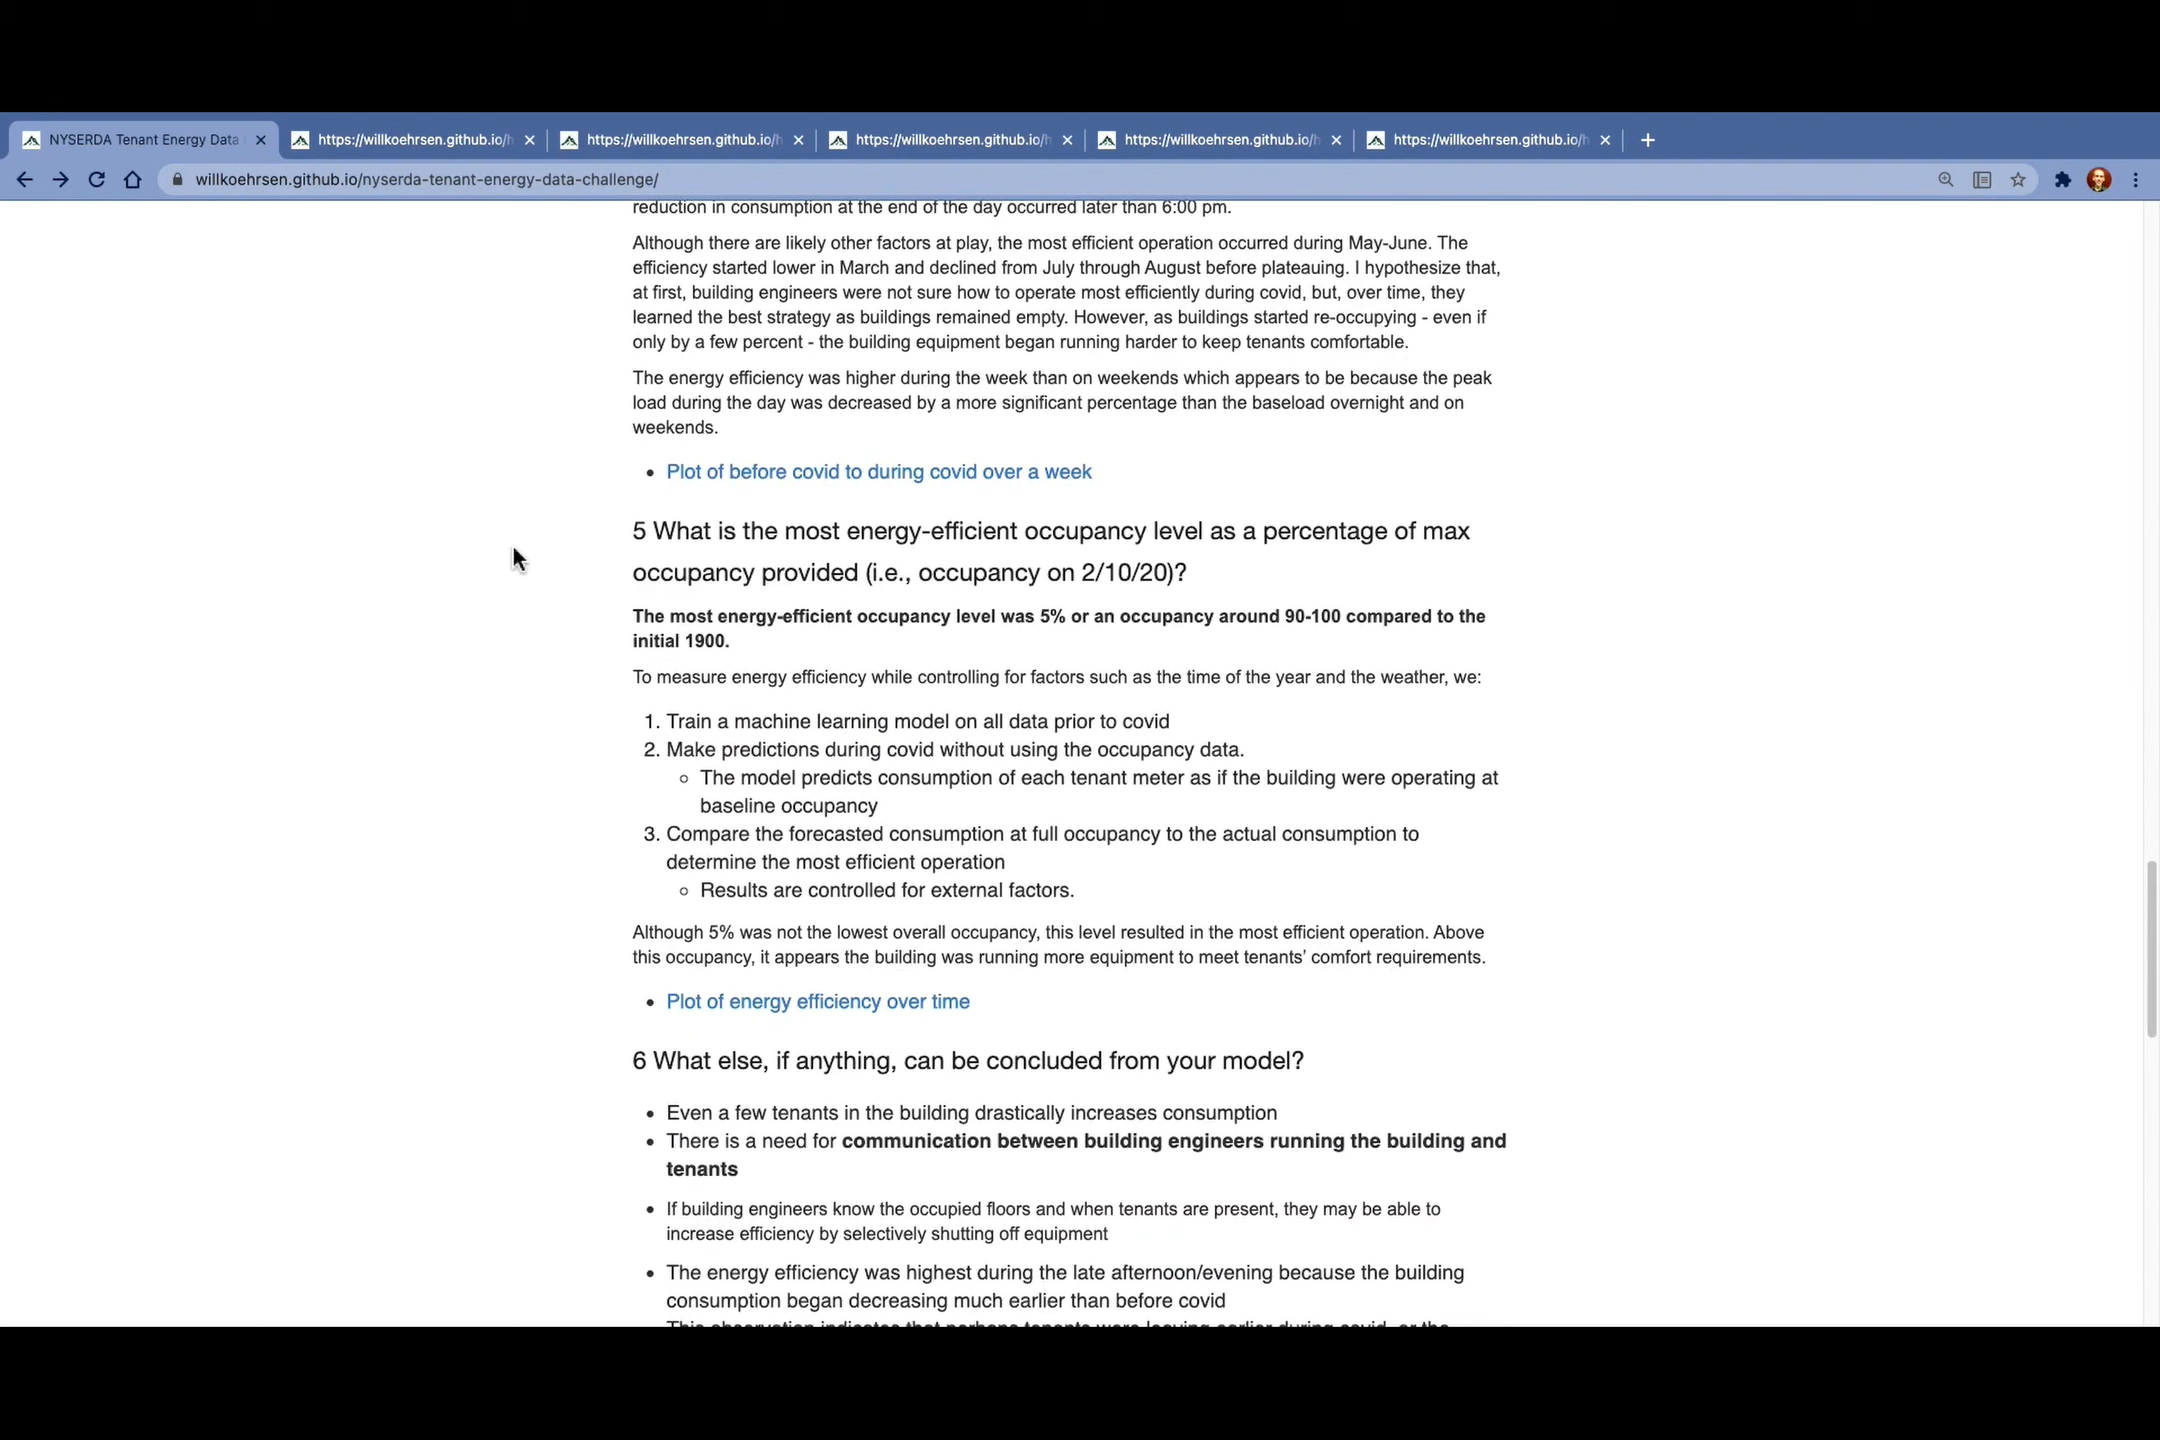 NYSERDA Tenant Energy Data
https://willkoehrsen.github.io/h
https://willkoehrsen.github.io/h
https://willkoehrsen.github.io/h
https://willkoehrsen.github.io/h
https://willkoehrsen.github.io/h
willkoehrsen.github.io/nyserda-tenant-energy-data-challenge/
reduction in consumption at the end of the day occurred later than 6:00 pm.
Although there are likely other factors at play, the most efficient operation occurred during May-June. The
efficiency started lower in March and declined from July through August before plateauing. I hypothesize that,
at first, building engineers were not sure how to operate most efficiently during covid, but, over time, they
learned the best strategy as buildings remained empty. However, as buildings started re-occupying - even if
only by a few percent - the building equipment began running harder to keep tenants comfortable.
The energy efficiency was higher during the week than on weekends which appears to be because the peak
load during the day was decreased by a more significant percentage than the baseload overnight and on
weekends.
• Plot of before covid to during covid over a week
5 What is the most energy-efficient occupancy level as a percentage of max
occupancy provided (i.e., occupancy on 2/10/20)?
The most energy-efficient occupancy level was 5% or an occupancy around 90-100 compared to the
initial 1900.
To measure energy efficiency while controlling for factors such as the time of the year and the weather, we:
1. Train a machine learning model on all data prior to covid
2. Make predictions during covid without using the occupancy data.
○ The model predicts consumption of each tenant meter as if the building were operating at
baseline occupancy
3. Compare the forecasted consumption at full occupancy to the actual consumption to
determine the most efficient operation
○ Results are controlled for external factors.
Although 5% was not the lowest overall occupancy, this level resulted in the most efficient operation. Above
this occupancy, it appears the building was running more equipment to meet tenants’ comfort requirements.
• Plot of energy efficiency over time
6 What else, if anything, can be concluded from your model?
• Even a few tenants in the building drastically increases consumption
• There is a need for communication between building engineers running the building and
tenants
• If building engineers know the occupied floors and when tenants are present, they may be able to
increase efficiency by selectively shutting off equipment
• The energy efficiency was highest during the late afternoon/evening because the building
consumption began decreasing much earlier than before covid
This observation indicates that perhaps tenants were leaving earlier during covid, or the